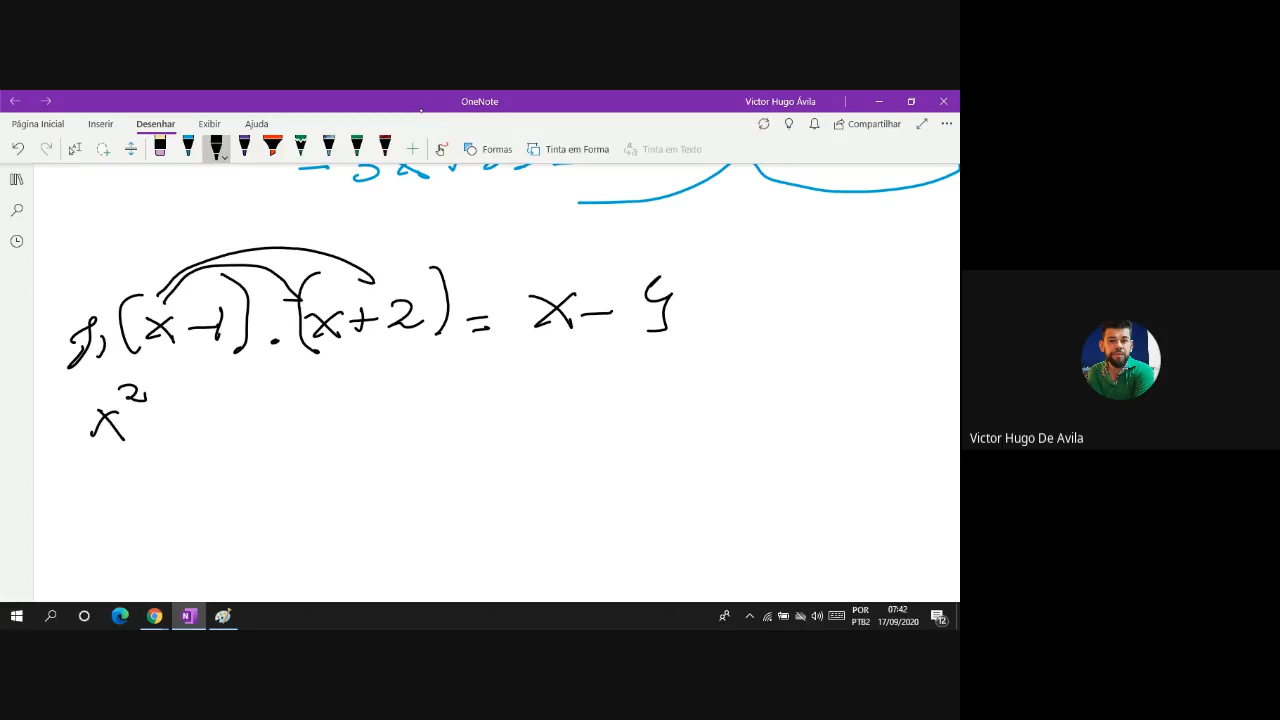 OneNote
Victor Hugo Ávila
Página Inicial Inserir Desenhar Exibir Ajuda
Compartilhar
Formas Tinta em Forma Tinta em Texto
(x-1).(x+2)= x-
x²
Victor Hugo De Avila
POR 07:42
PTB2 17/09/2020
12